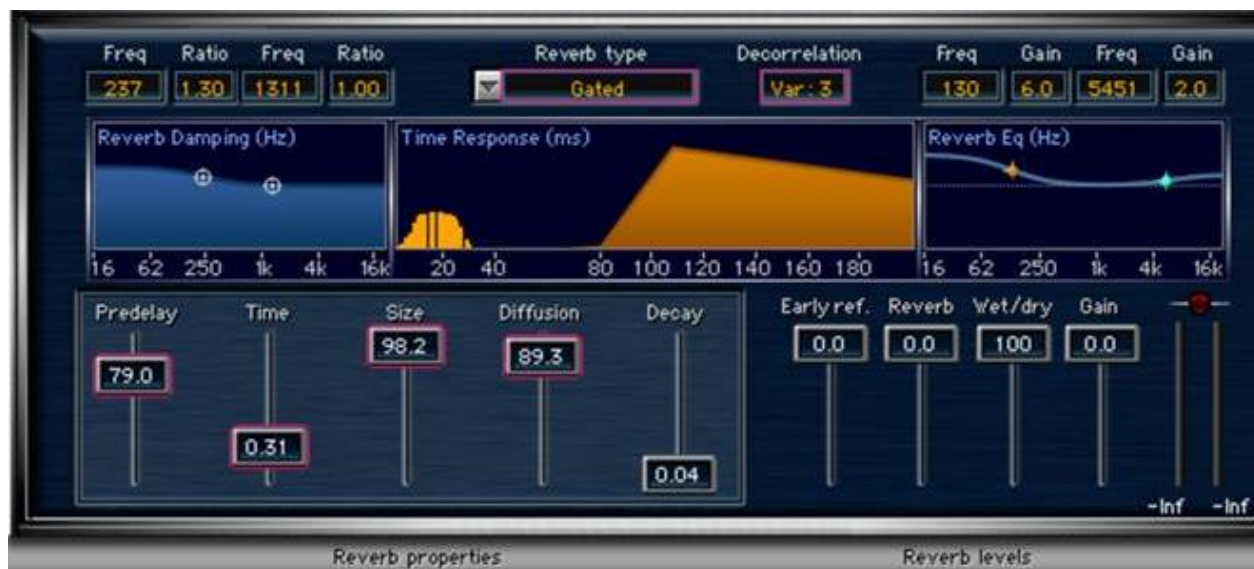 Freq Ratio Freq Ratio Reverb type Decorrelation Freq Gain Freq Gain
237 1.30 1311 1.00 Gated Var: 3 130 6.0 5451 2.0
Reverb Damping (Hz) Time Response (ms) Reverb Eq (Hz)
16 62 250 1k 4k 16k 20 40 80 100 120 140 160 180 16 62 250 1k 4k 16k
Predelay Time Size Diffusion Decay Early ref. Reverb Wet/dry Gain
79.0 0.31 98.2 89.3 0.04 0.0 0.0 100 0.0
-Inf -Inf
Reverb properties Reverb levels